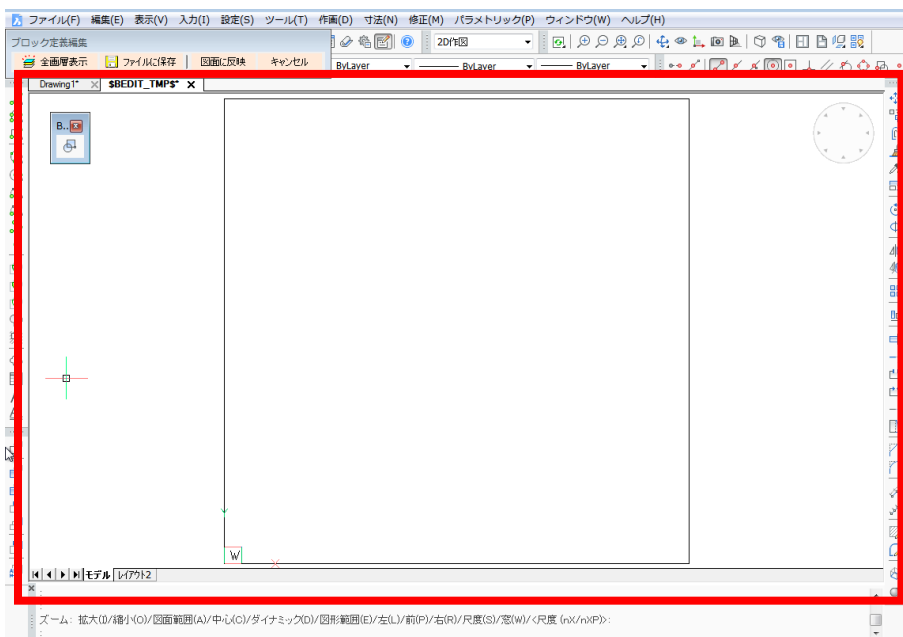 ファイル(F) 編集(E) 表示(V) 入力(I) 設定(S) ツール(T) 作画(D) 寸法(N) 修正(M) パラメトリック(P) ウィンドウ(W) ヘルプ(H)
ブロック定義編集
2D作図
全画層表示 ファイルに保存 図面に反映 キャンセル
ByLayer ByLayer ByLayer
Drawing1* $BEDIT_TMP$*
B..
W
モデル レイアウト2
:
ズーム: 拡大(I)/縮小(O)/図面範囲(A)/中心(C)/ダイナミック(D)/図形範囲(E)/左(L)/前(P)/右(R)/尺度(S)/窓(W)/<尺度 (nX/nXP)>: